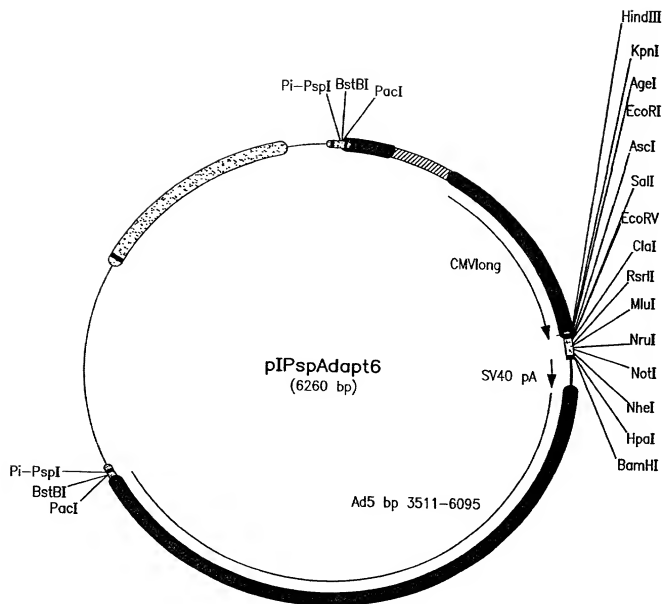 HindIII
KpnI
AgeI
EcoRI
AscI
SalI
EcoRV
ClaI
RsrII
MluI
NruI
NotI
NheI
HpaI
BamHI
Pi-PspI
BstBI
PacI
CMVlong
pIPspAdapt6
(6260 bp)
SV40 pA
Ad5 bp 3511-6095
Pi-PspI
BstBI
PacI